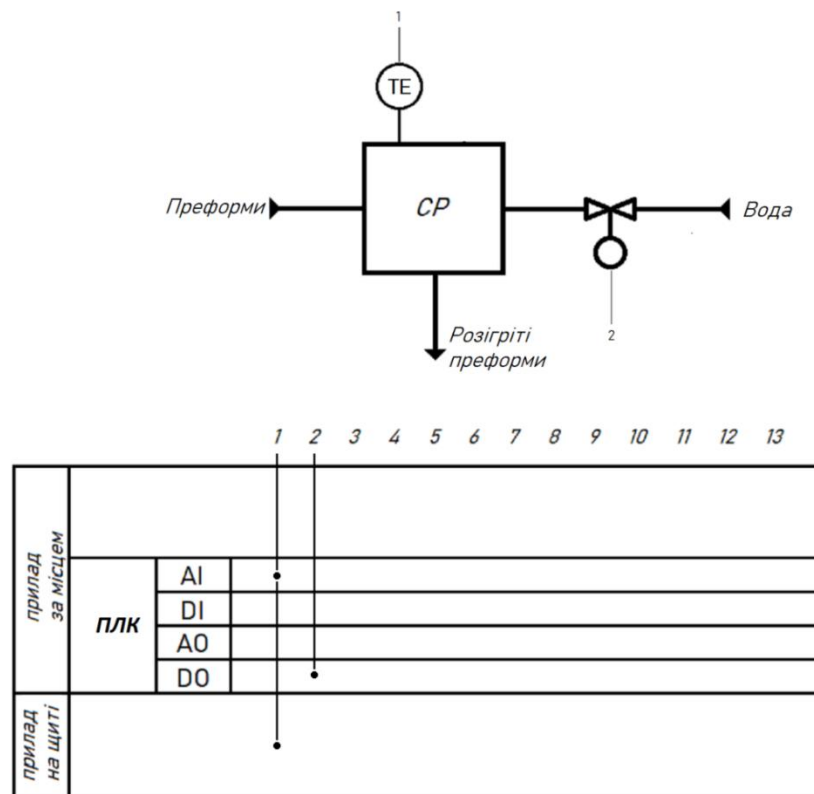 1
TE
Преформи
СР
Вода
2
Розігріті
преформи
1 2 3 4 5 6 7 8 9 10 11 12 13
прилад
за місцем
ПЛК
AI
DI
AO
DO
прилад
на щиті